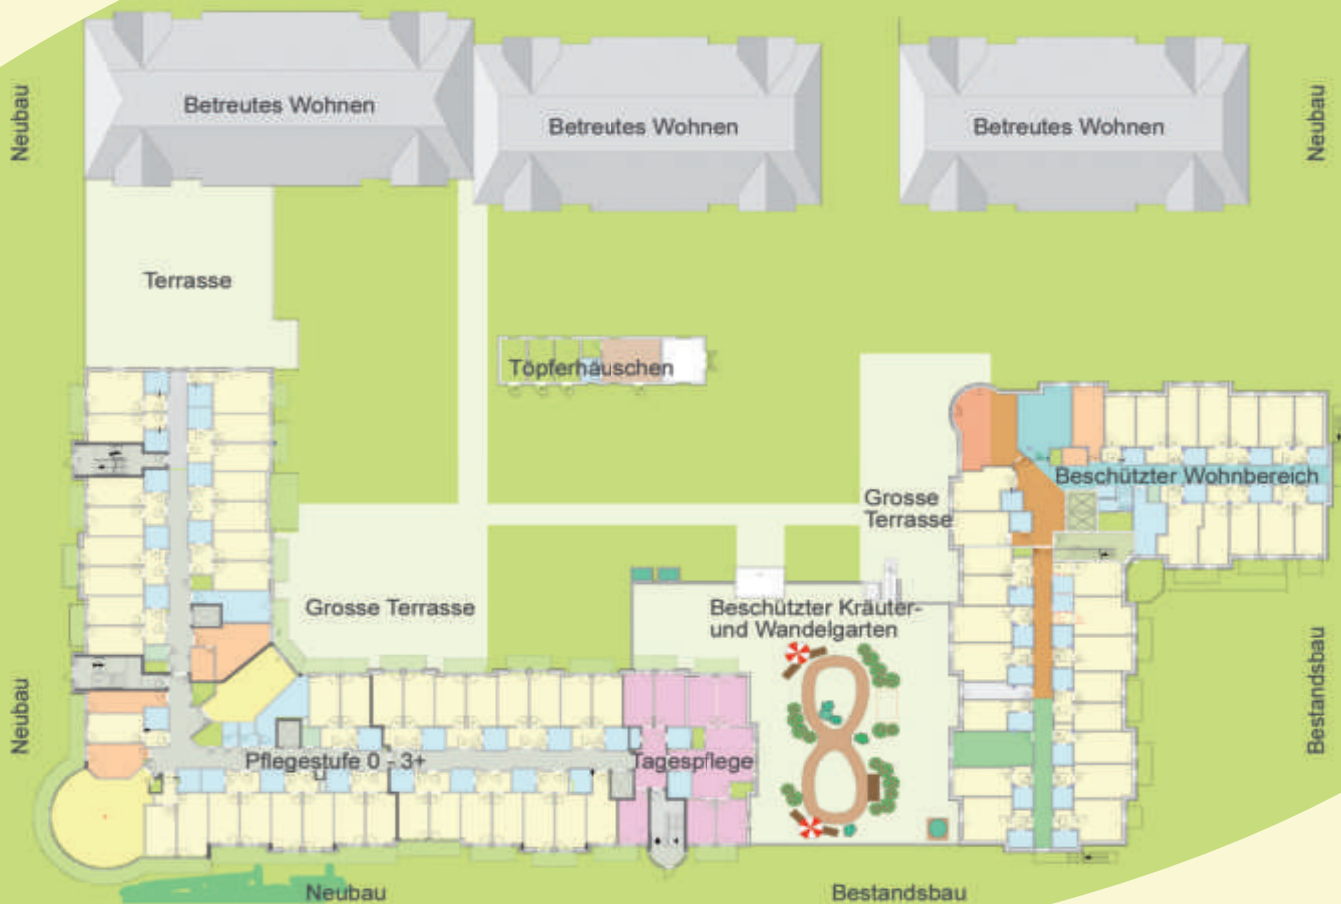 Neubau
Betreutes Wohnen
Betreutes Wohnen
Betreutes Wohnen
Neubau
Terrasse
Töpferhäuschen
Beschützter Wohnbereich
Grosse
Terrasse
Grosse Terrasse
Beschützter Kräuter-
und Wandelgarten
Neubau
Bestandsbau
Pflegestufe 0 - 3+
Tagespflege
Neubau
Bestandsbau